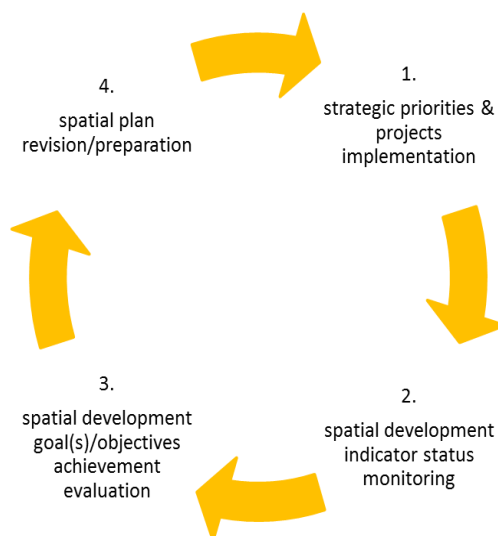 1.
strategic priorities &
projects
implementation
2.
spatial development
indicator status
monitoring
3.
spatial development
goal(s)/objectives
achievement
evaluation
4.
spatial plan
revision/preparation